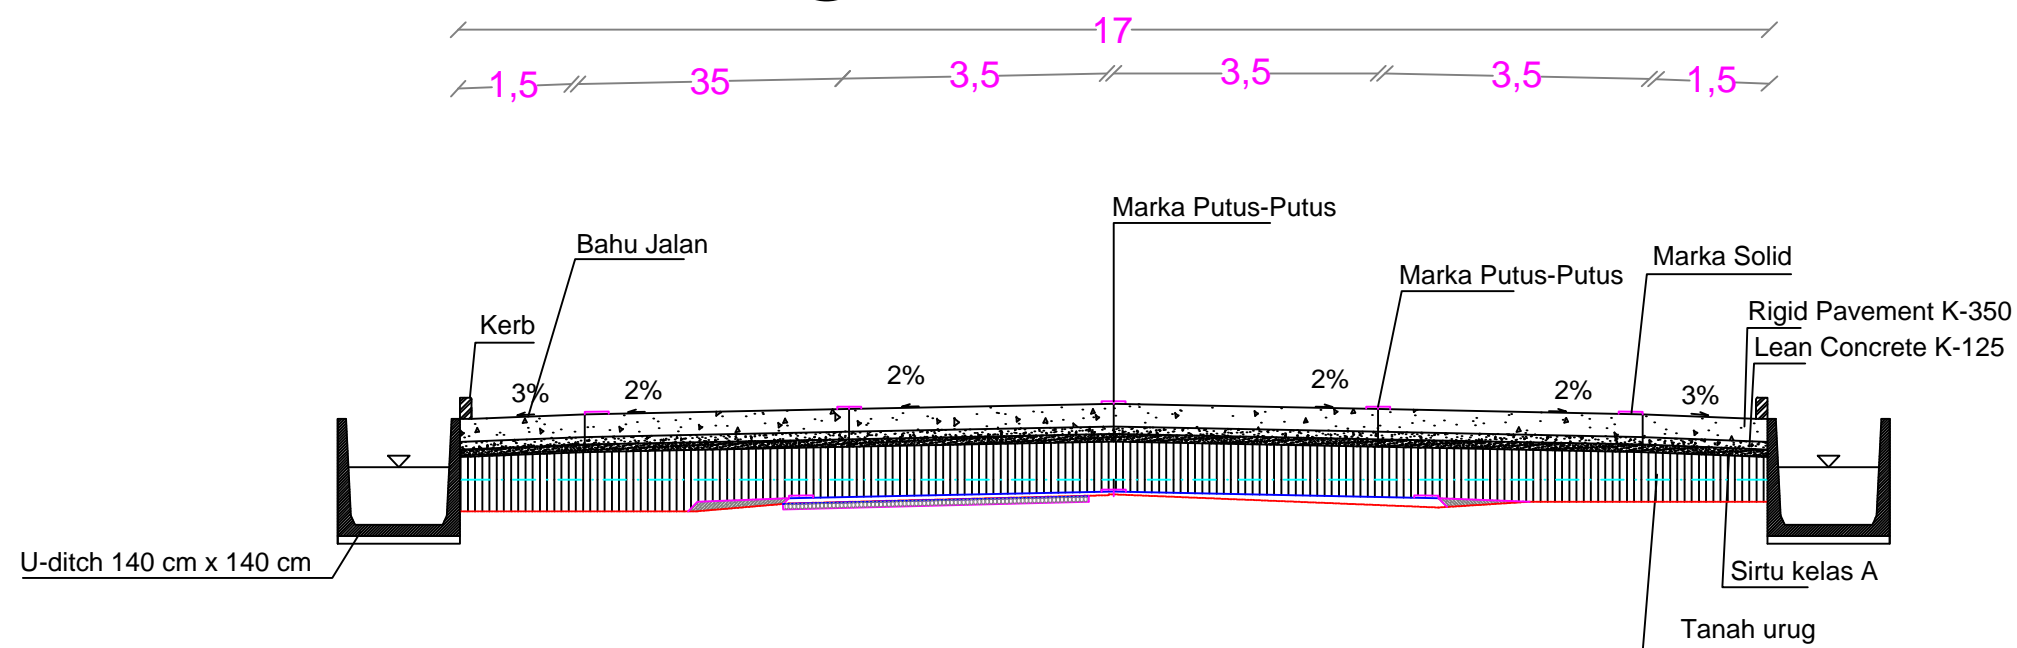 17
1,5 35 3,5 3,5 3,5 1,5
Marka Putus-Putus
Bahu Jalan
Marka Solid
Marka Putus-Putus
Rigid Pavement K-350
Kerb
Lean Concrete K-125
3% 2% 2% 2% 2% 3%
U-ditch 140 cm x 140 cm
Sirtu kelas A
Tanah urug